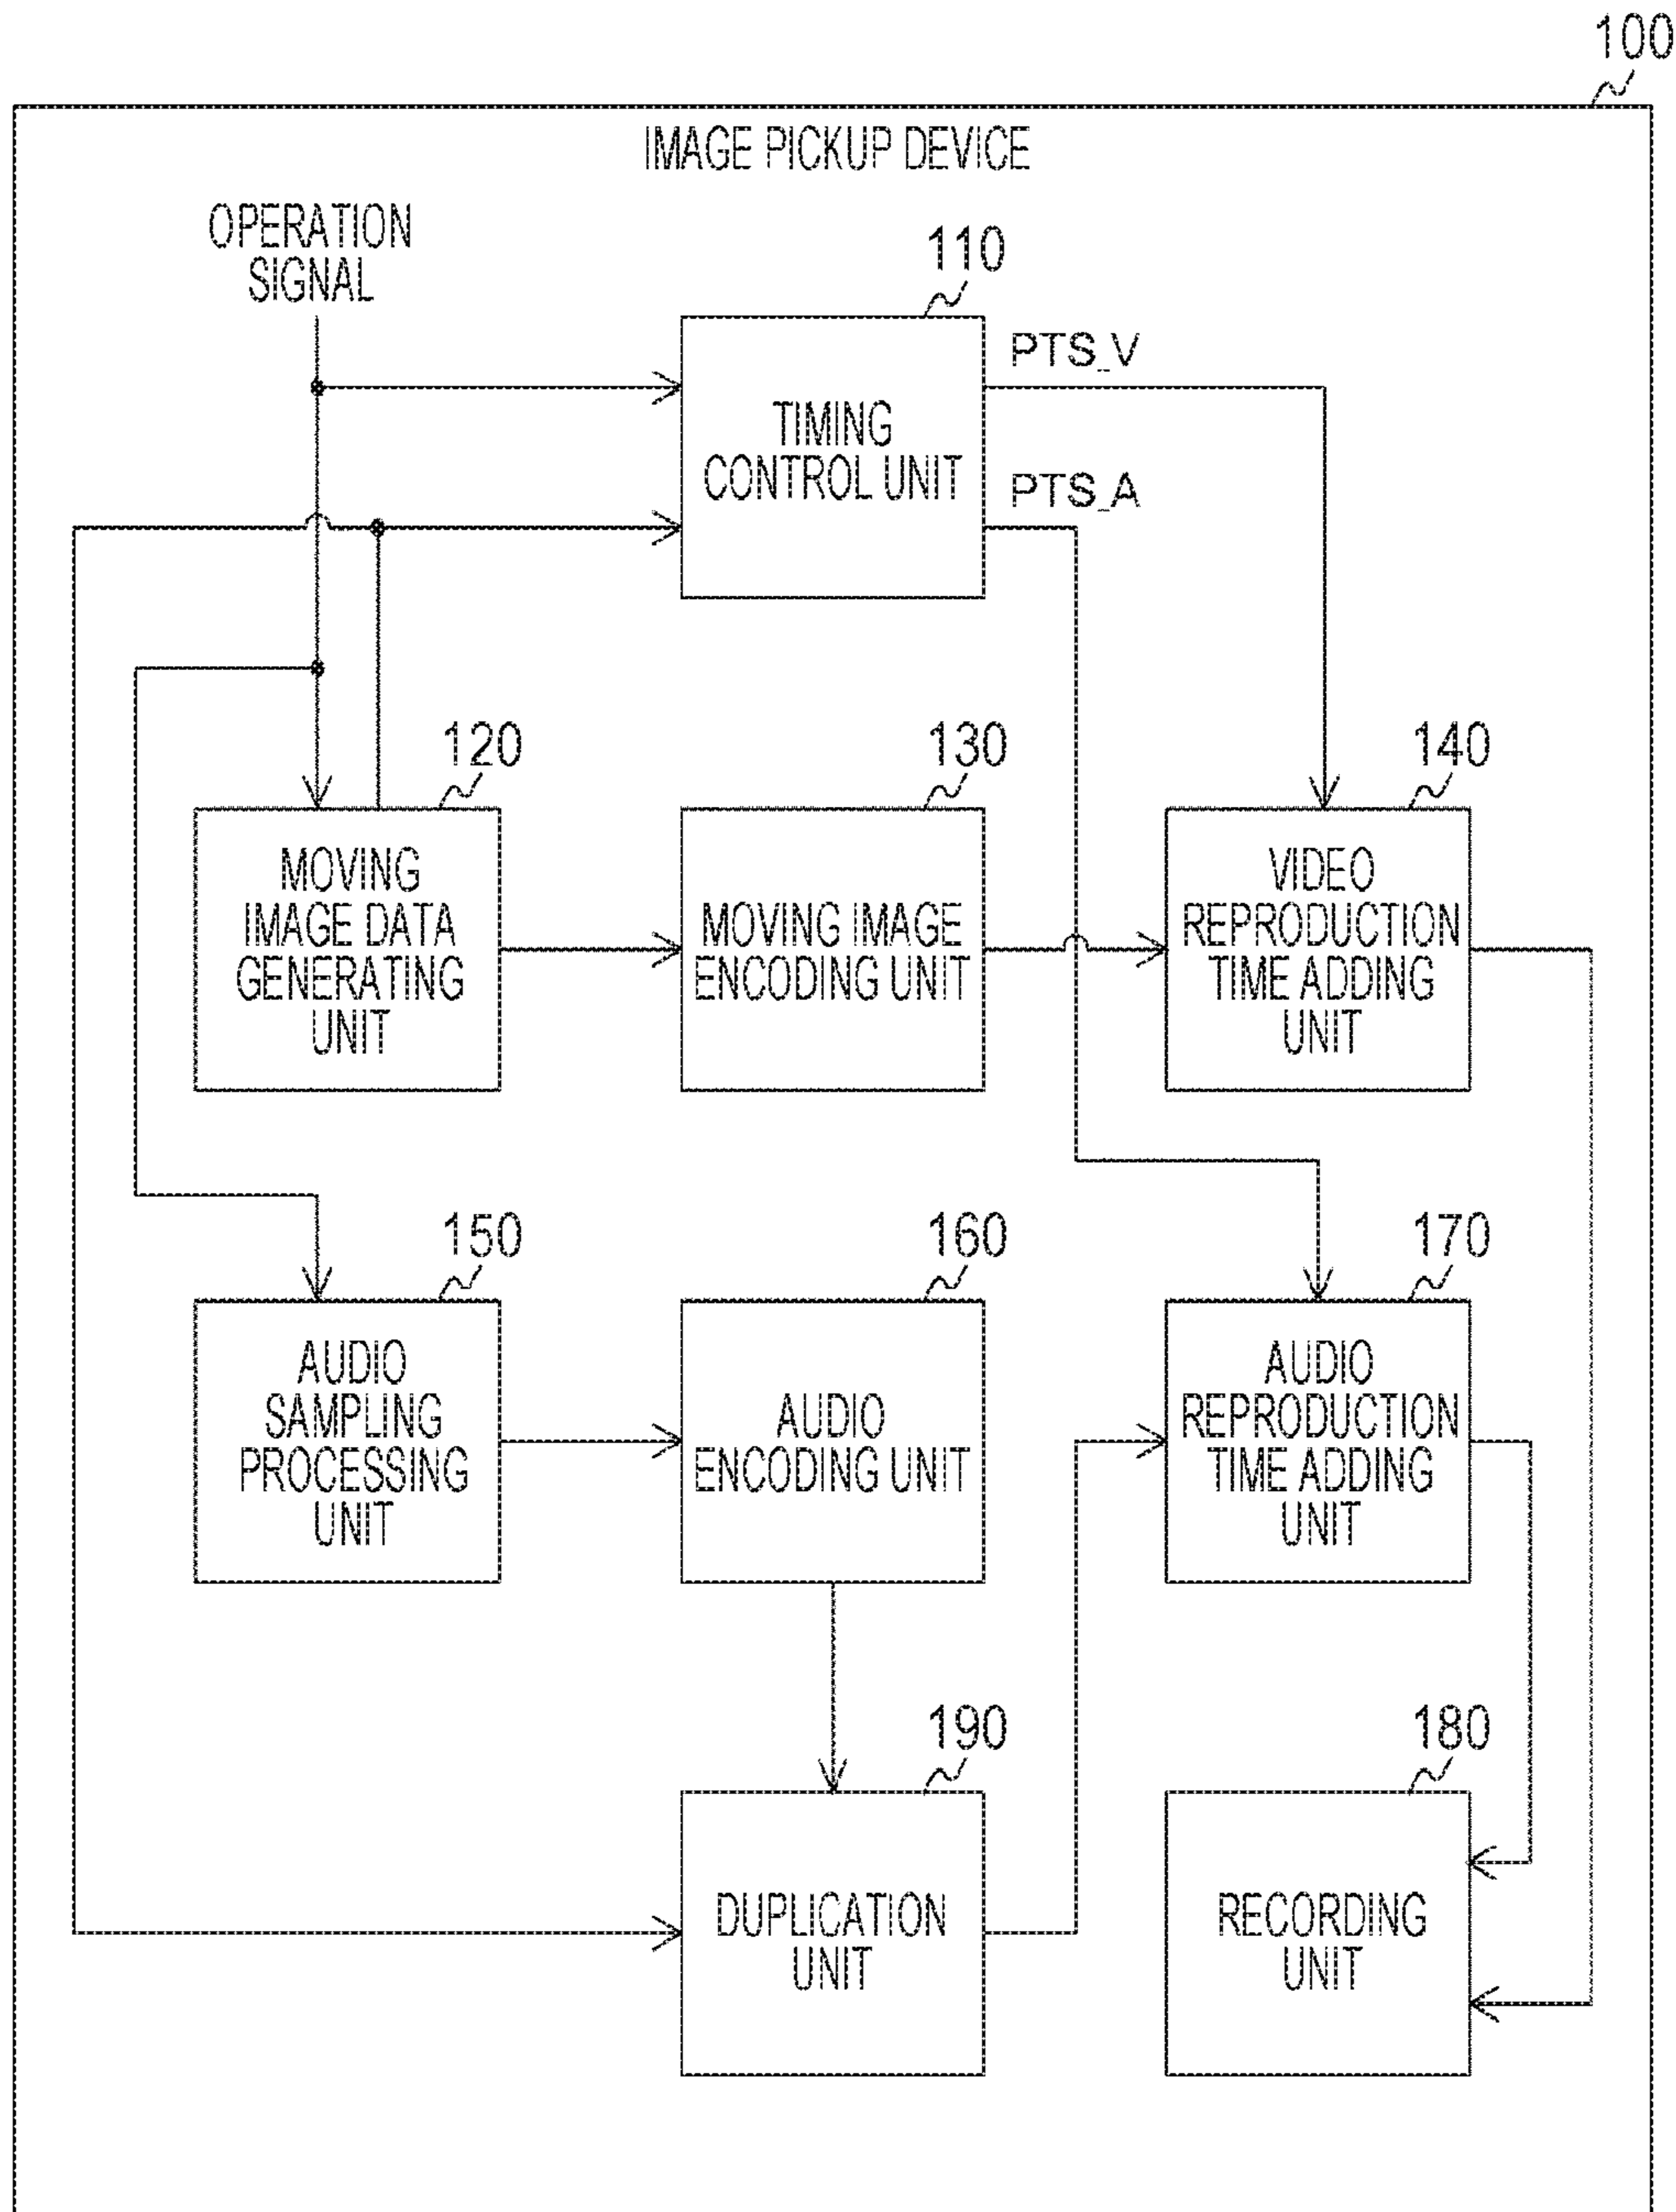 100
IMAGE PICKUP DEVICE
OPERATION
SIGNAL
110
PTS_V
TIMING
CONTROL UNIT
PTS_A
120
130
140
MOVING
IMAGE DATA
GENERATING
UNIT
MOVING IMAGE
ENCODING UNIT
VIDEO
REPRODUCTION
TIME ADDING
UNIT
150
160
170
AUDIO
SAMPLING
PROCESSING
UNIT
AUDIO
ENCODING UNIT
AUDIO
REPRODUCTION
TIME ADDING
UNIT
190
180
DUPLICATION
UNIT
RECORDING
UNIT